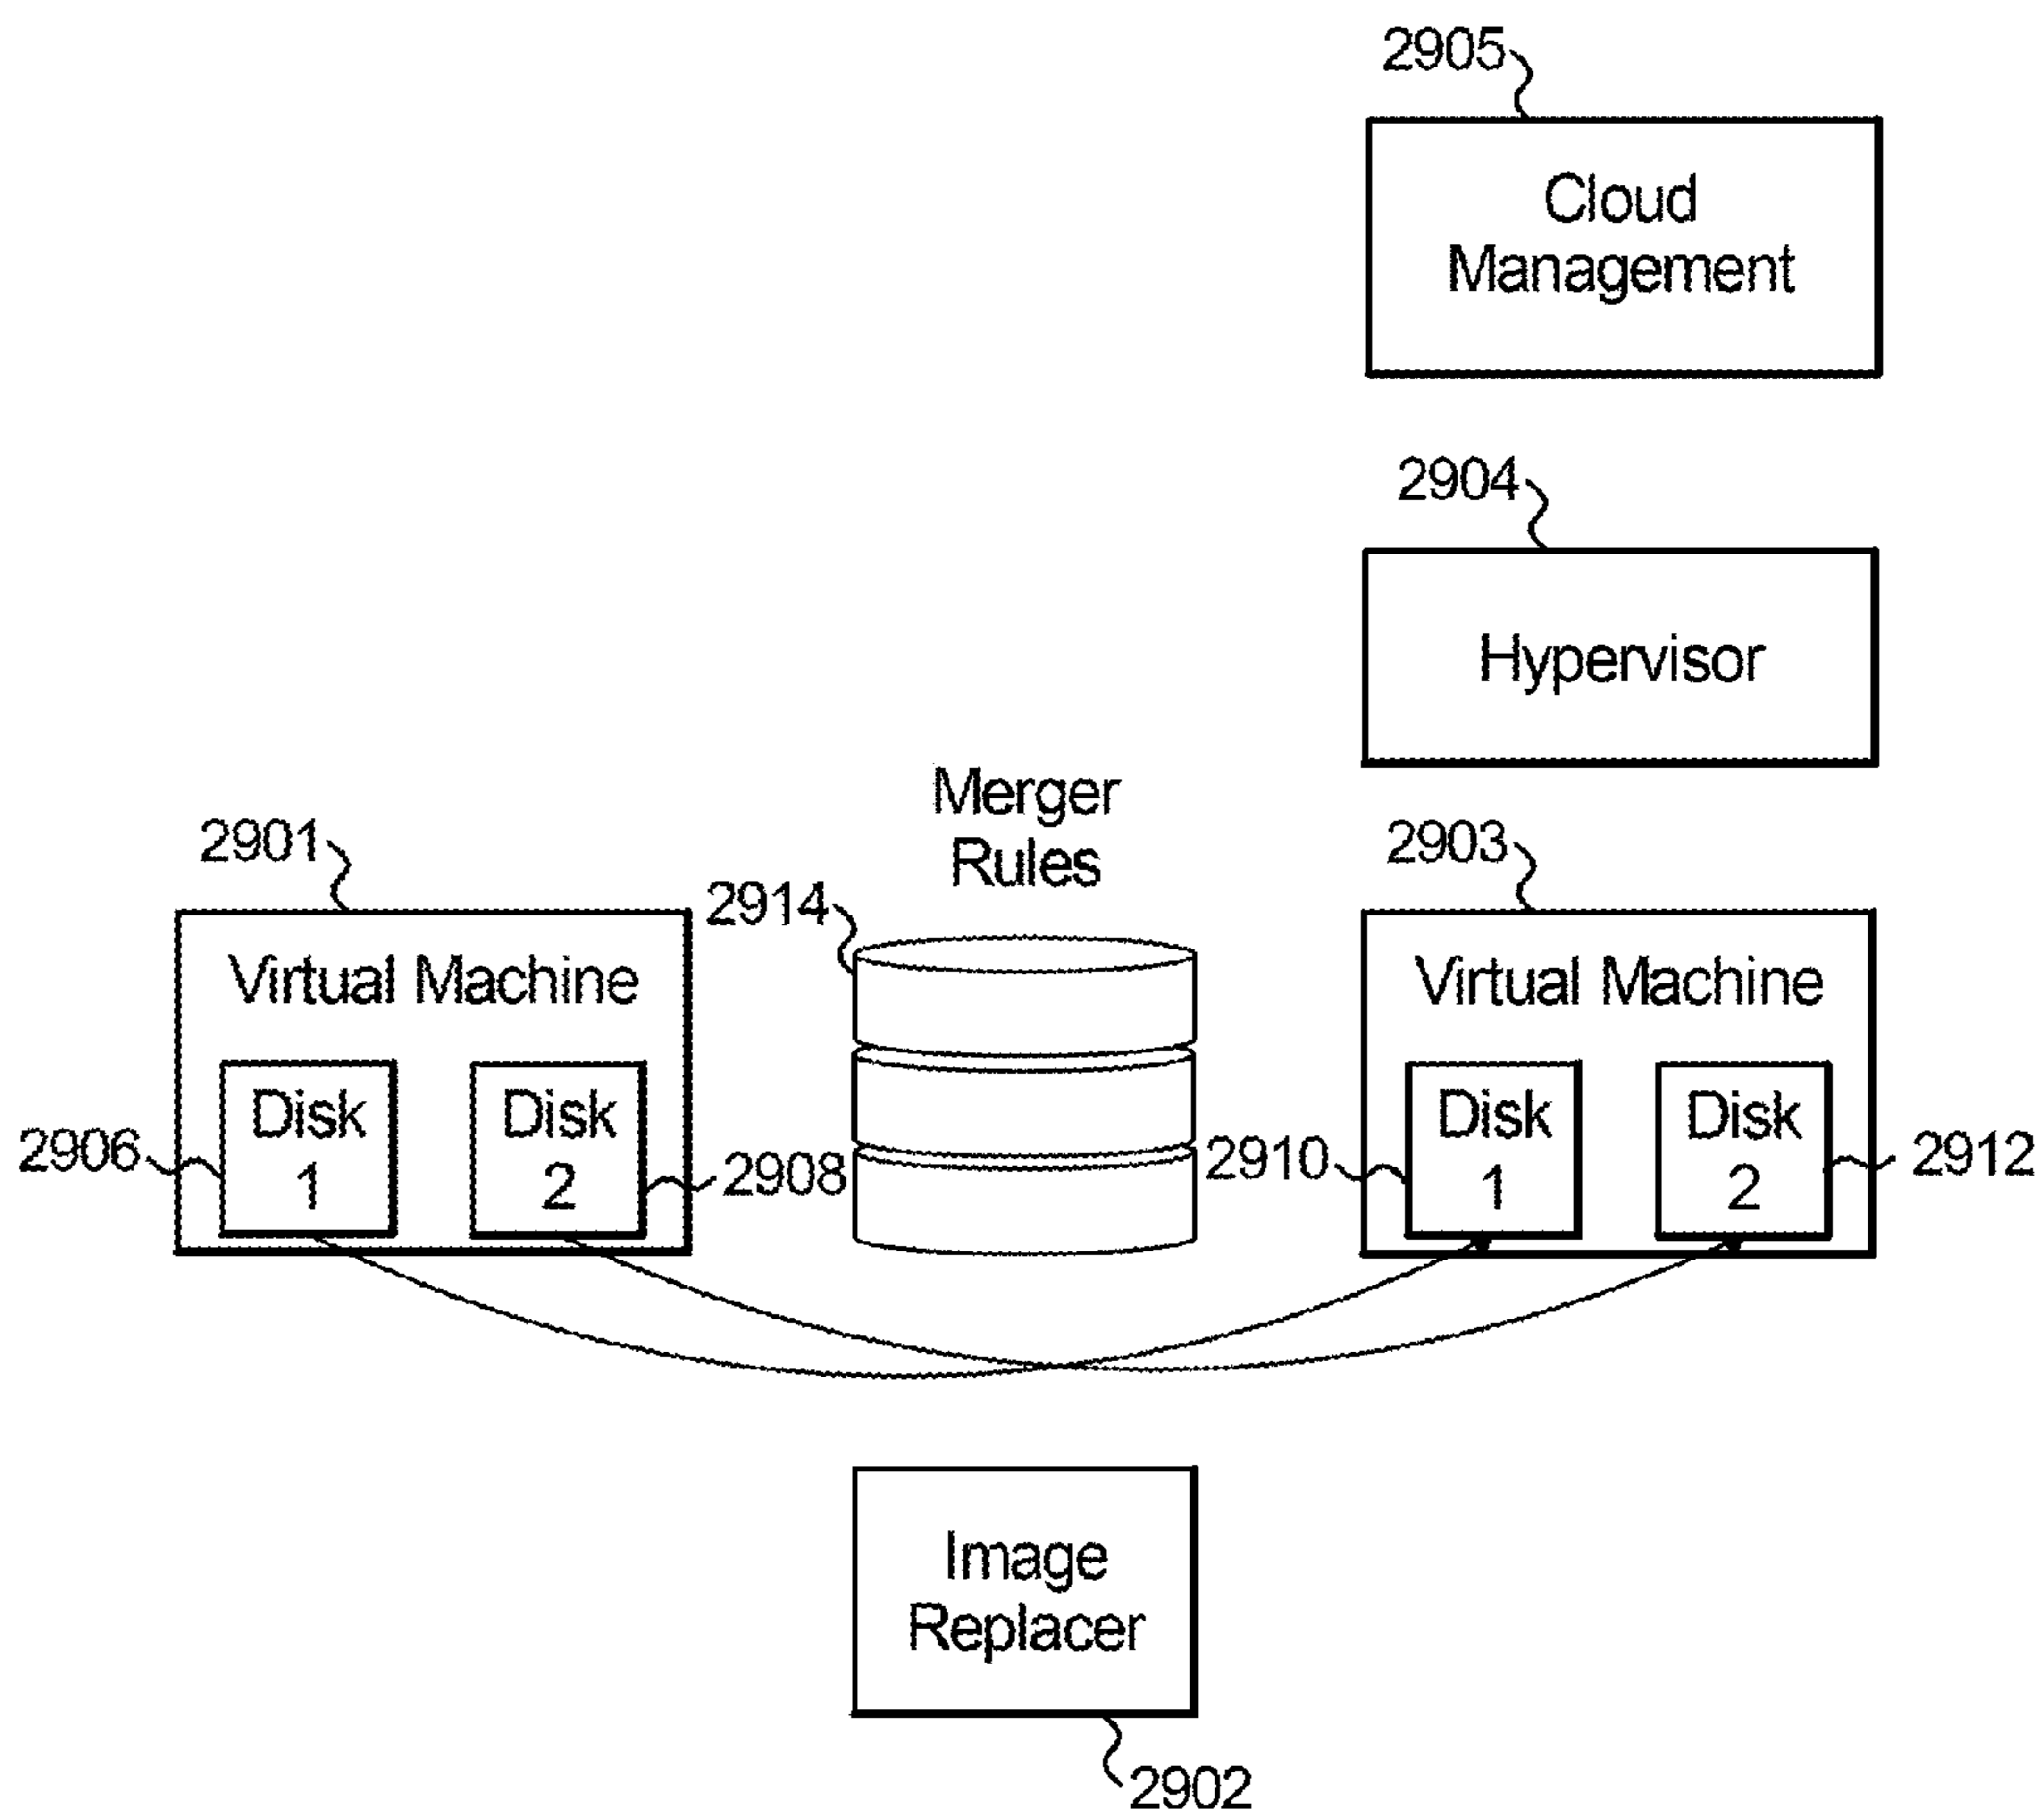 2905
Cloud
Management
2904
Hypervisor
Merger
Rules
2901
2914
2903
Virtual Machine
Virtual Machine
Disk
1
Disk
2
Disk
1
Disk
2
2906
2908
2910
2912
Image
Replacer
2902